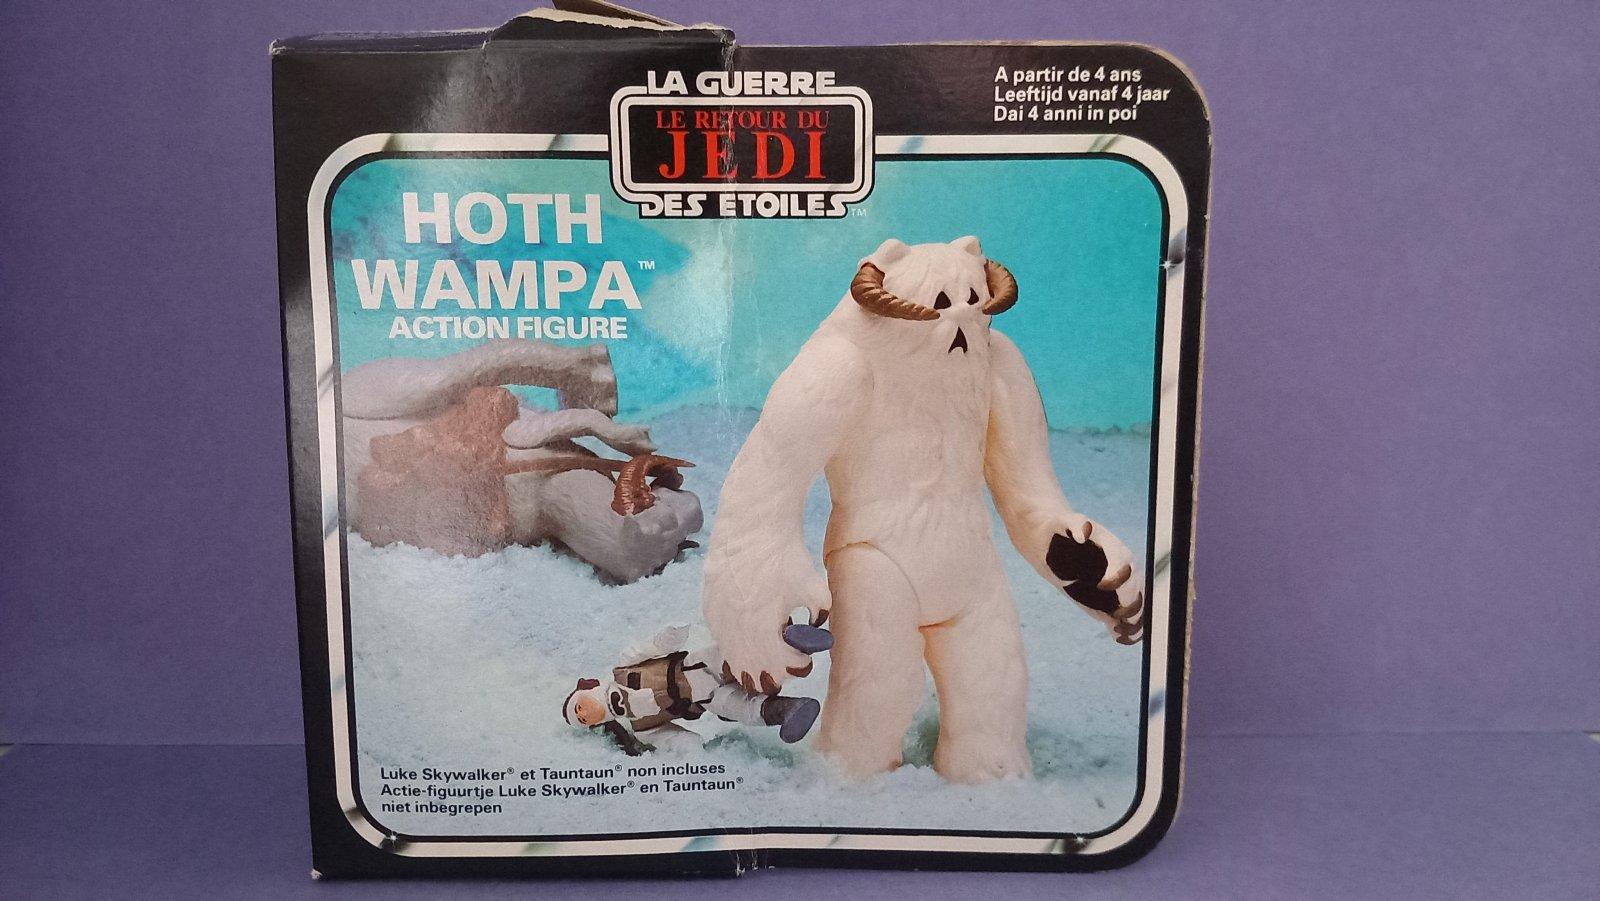 LA GUERRE
LE RETOUR DU
JEDI
DES ETOILES™
A partir de 4 ans
Leeftijd vanaf 4 jaar
Dai 4 anni in poi
HOTH
WAMPA™
ACTION FIGURE
Luke Skywalker® et Tauntaun® non incluses
Actie-figuurtje Luke Skywalker® en Tauntaun®
niet inbegrepen